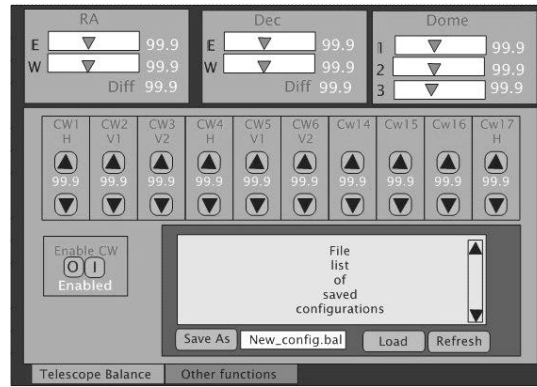 RA
E 99.9
W 99.9
Diff 99.9
Dec
E 99.9
W 99.9
Diff 99.9
Dome
1 99.9
2 99.9
3 99.9
CW1 CW2 CW3 CW4 CW5 CW6 Cw14 Cw15 Cw16 Cw17
H V1 V2 H V1 V2 H
99.9 99.9 99.9 99.9 99.9 99.9 99.9 99.9 99.9 99.9
Enable CW
O I
Enabled
File
list
of
saved
configurations
Save As New_config.bal Load Refresh
Telescope Balance Other functions